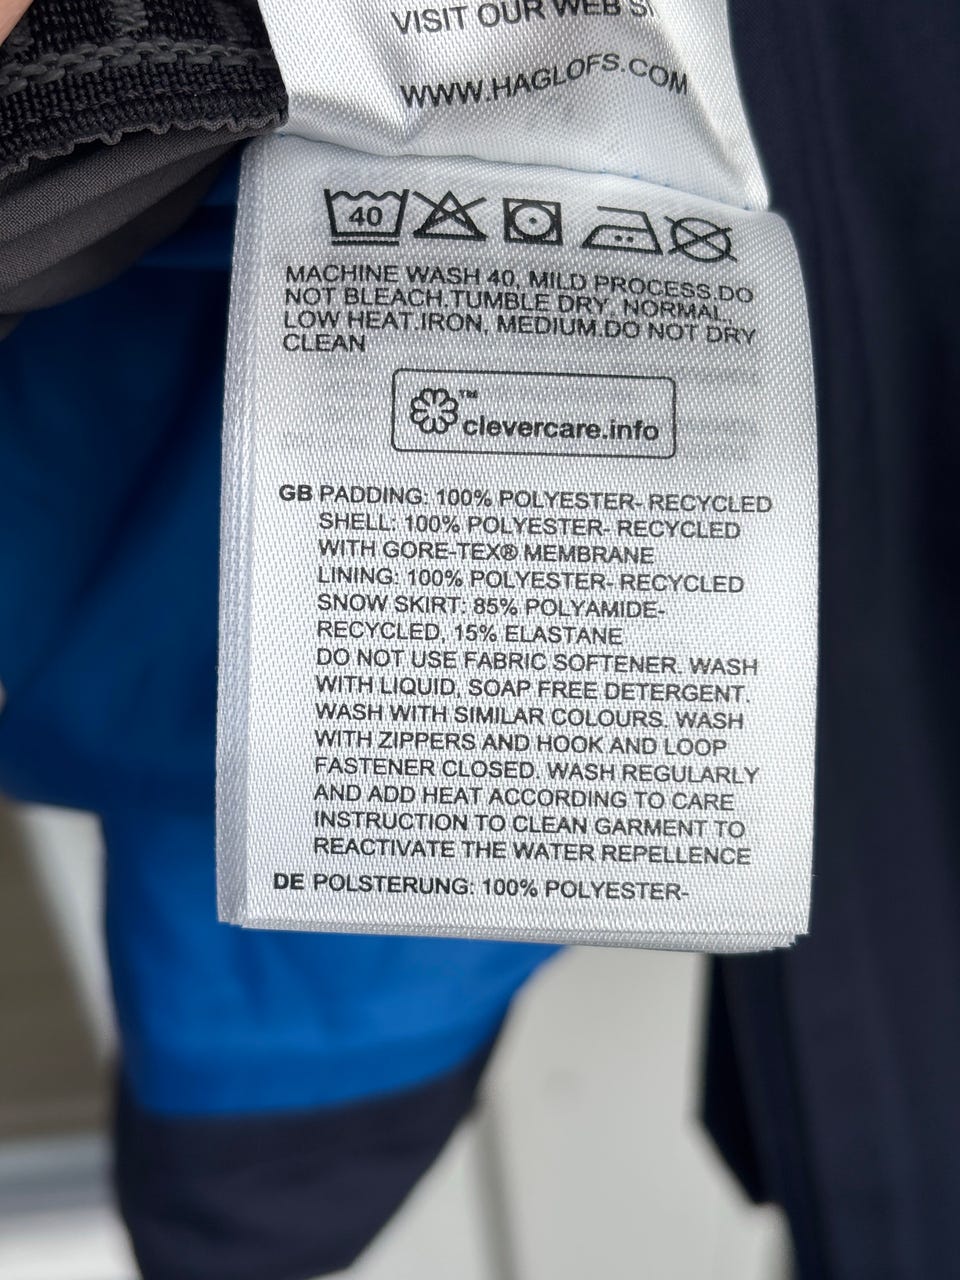 VISIT OUR WEB
WWW.HAGLOFS.COM
40
MACHINE WASH 40, MILD PROCESS.DO
NOT BLEACH.TUMBLE DRY, NORMAL,
LOW HEAT.IRON, MEDIUM.DO NOT DRY
CLEAN
™
clevercare.info
GB PADDING: 100% POLYESTER- RECYCLED
SHELL: 100% POLYESTER- RECYCLED
WITH GORE-TEX® MEMBRANE
LINING: 100% POLYESTER- RECYCLED
SNOW SKIRT: 85% POLYAMIDE-
RECYCLED, 15% ELASTANE
DO NOT USE FABRIC SOFTENER. WASH
WITH LIQUID, SOAP FREE DETERGENT.
WASH WITH SIMILAR COLOURS. WASH
WITH ZIPPERS AND HOOK AND LOOP
FASTENER CLOSED. WASH REGULARLY
AND ADD HEAT ACCORDING TO CARE
INSTRUCTION TO CLEAN GARMENT TO
REACTIVATE THE WATER REPELLENCE
DE POLSTERUNG: 100% POLYESTER-